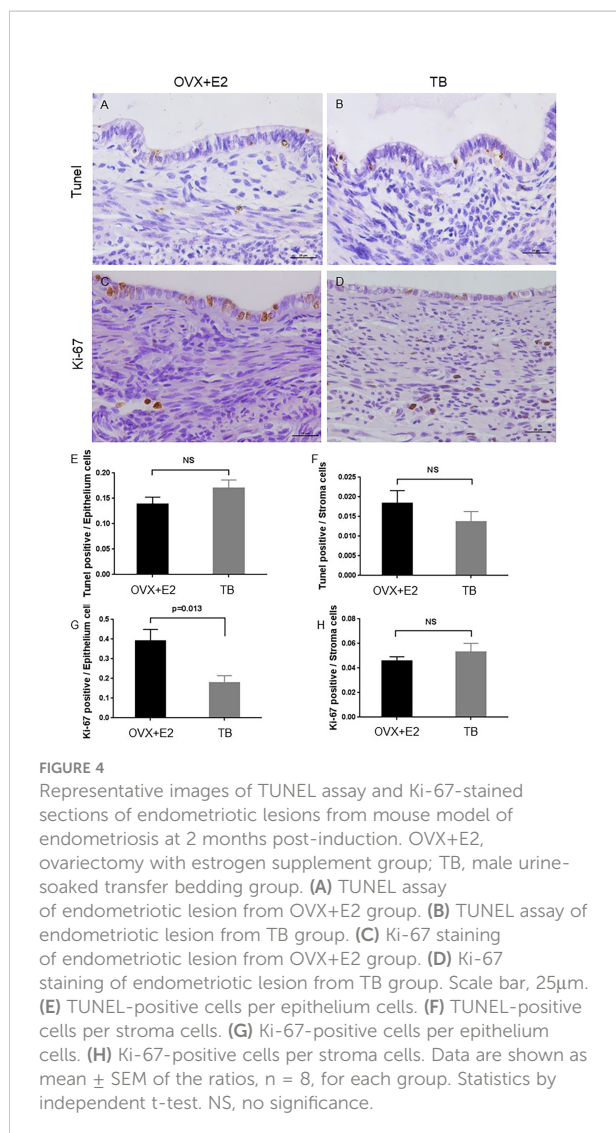 OVX+E2 TB
A B
Tunel
C D
Ki-67
E NS
Tunel positive / Epithelium cells
0.20
0.15
0.10
0.05
0.00
OVX+E2 TB
F NS
Tunel positive / Stroma cells
0.025
0.020
0.015
0.010
0.005
0.000
OVX+E2 TB
G p=0.013
Ki-67 positive / Epithelium cell
0.5
0.4
0.3
0.2
0.1
0.0
OVX+E2 TB
H NS
Ki-67 positive / Stroma cells
0.08
0.06
0.04
0.02
0.00
OVX+E2 TB
FIGURE 4
Representative images of TUNEL assay and Ki-67-stained
sections of endometriotic lesions from mouse model of
endometriosis at 2 months post-induction. OVX+E2,
ovariectomy with estrogen supplement group; TB, male urine-
soaked transfer bedding group. (A) TUNEL assay
of endometriotic lesion from OVX+E2 group. (B) TUNEL assay of
endometriotic lesion from TB group. (C) Ki-67 staining
of endometriotic lesion from OVX+E2 group. (D) Ki-67
staining of endometriotic lesion from TB group. Scale bar, 25μm.
(E) TUNEL-positive cells per epithelium cells. (F) TUNEL-positive
cells per stroma cells. (G) Ki-67-positive cells per epithelium
cells. (H) Ki-67-positive cells per stroma cells. Data are shown as
mean ± SEM of the ratios, n = 8, for each group. Statistics by
independent t-test. NS, no significance.